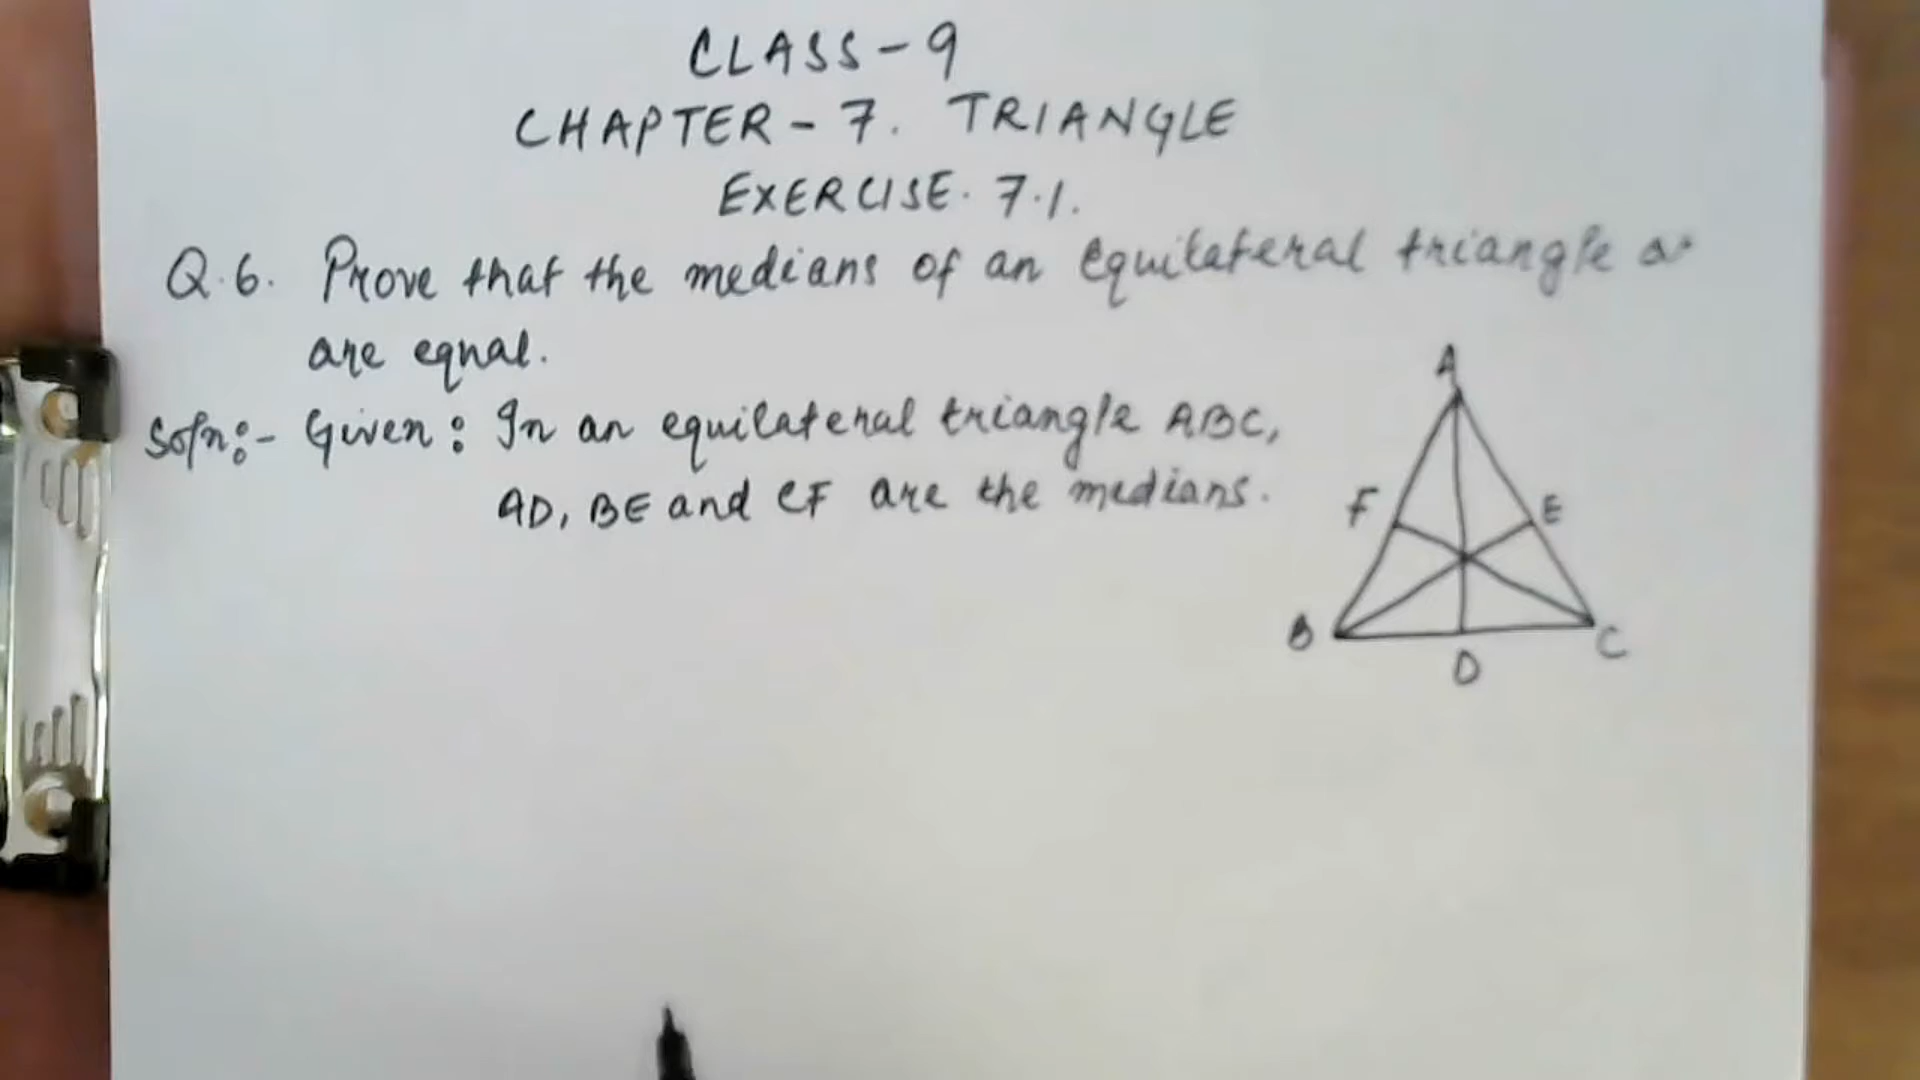 CLASS-9
CHAPTER-7. TRIANGLE
EXERCISE. 7.1.
Q.6. Prove that the medians of an equilateral triangle ar
are equal.
Soln:- Given: In an equilateral triangle ABC,
AD, BE and CF are the medians.
A
F
E
B
C
D